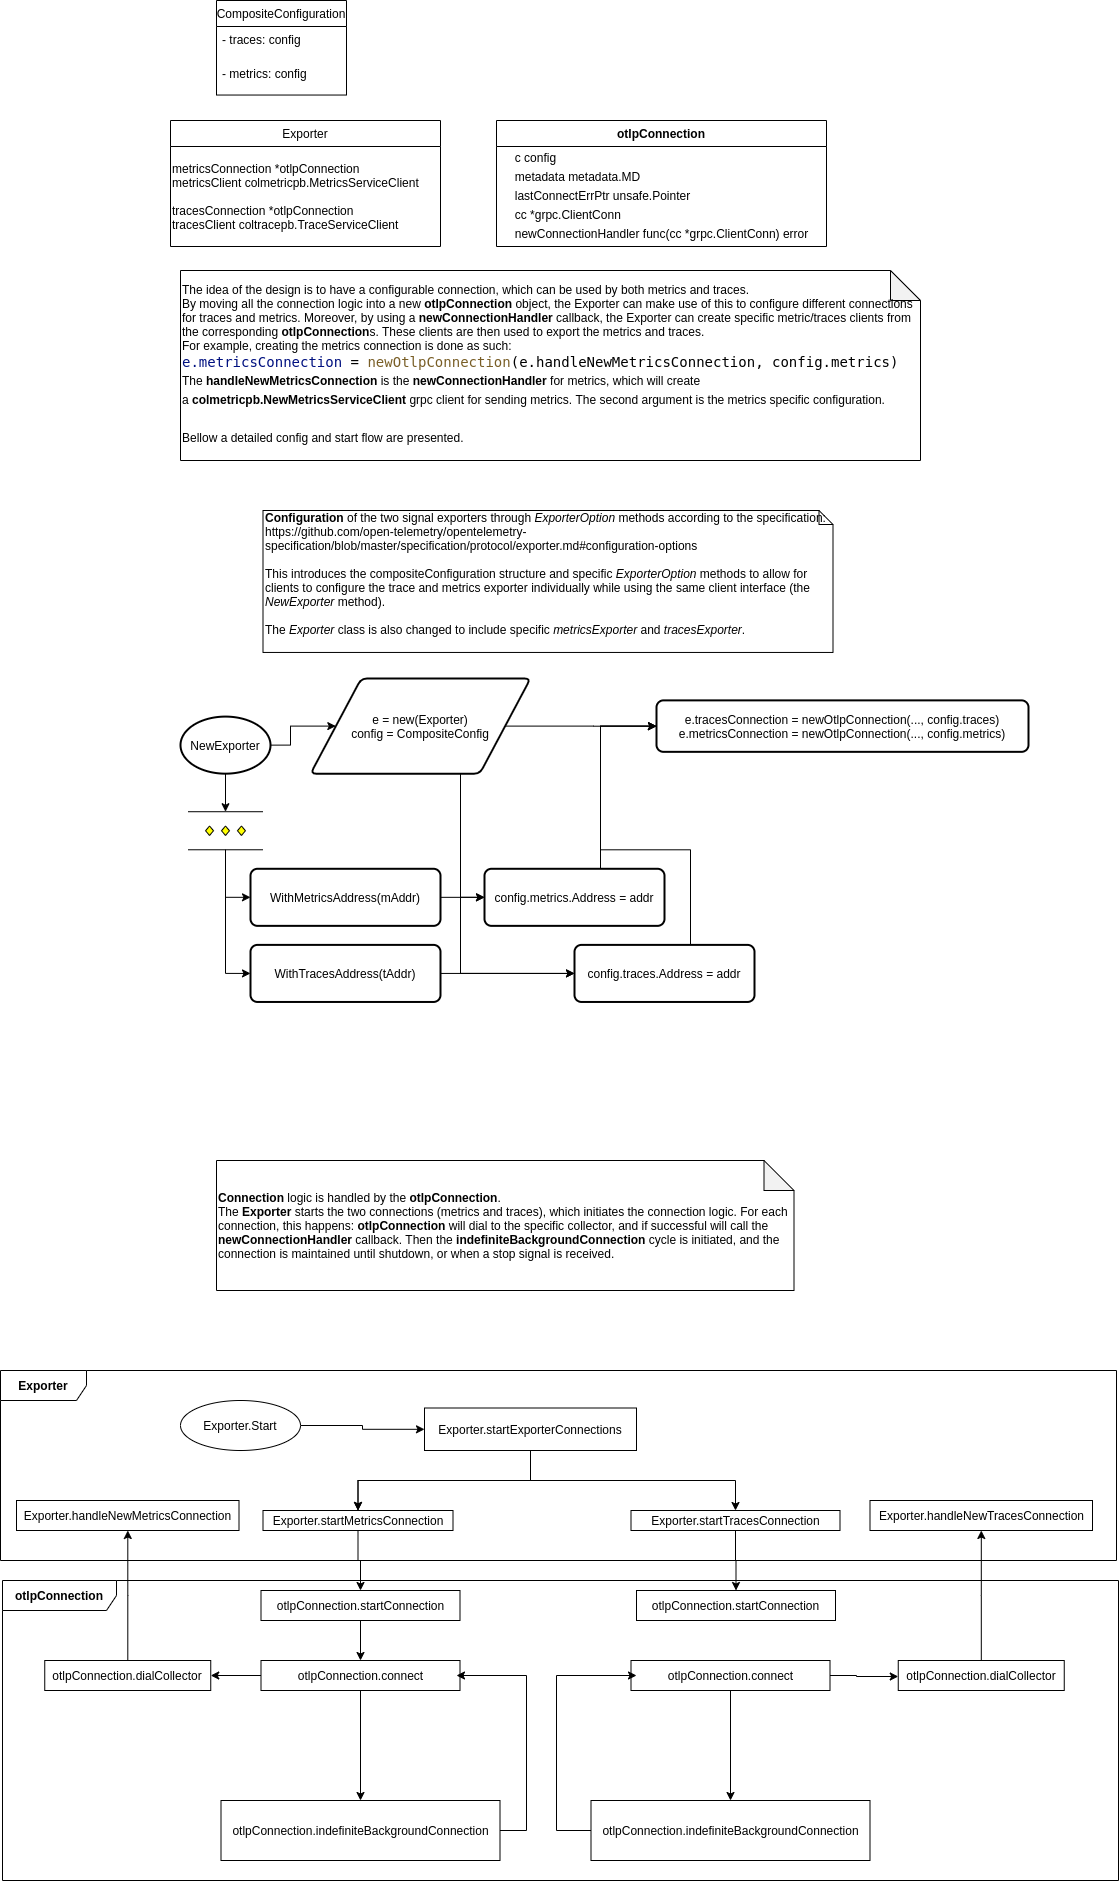 CompositeConfiguration
- traces: config
- metrics: config
Exporter
metricsConnection *otlpConnection
metricsClient colmetricpb.MetricsServiceClient
tracesConnection *otlpConnection
tracesClient coltracepb.TraceServiceClient
otlpConnection
c config
metadata metadata.MD
lastConnectErrPtr unsafe.Pointer
cc *grpc.ClientConn
newConnectionHandler func(cc *grpc.ClientConn) error
The idea of the design is to have a configurable connection, which can be used by both metrics and traces.
By moving all the connection logic into a new otlpConnection object, the Exporter can make use of this to configure different connections
for traces and metrics. Moreover, by using a newConnectionHandler callback, the Exporter can create specific metric/traces clients from
the corresponding otlpConnections. These clients are then used to export the metrics and traces.
For example, creating the metrics connection is done as such:
e.metricsConnection = newOtlpConnection(e.handleNewMetricsConnection, config.metrics)
The handleNewMetricsConnection is the newConnectionHandler for metrics, which will create
a colmetricpb.NewMetricsServiceClient grpc client for sending metrics. The second argument is the metrics specific configuration.
Bellow a detailed config and start flow are presented.
Configuration of the two signal exporters through ExporterOption methods according to the specification:
https://github.com/open-telemetry/opentelemetry-
specification/blob/master/specification/protocol/exporter.md#configuration-options
This introduces the compositeConfiguration structure and specific ExporterOption methods to allow for
clients to configure the trace and metrics exporter individually while using the same client interface (the
NewExporter method).
The Exporter class is also changed to include specific metricsExporter and tracesExporter.
NewExporter
e = new(Exporter)
config = CompositeConfig
e.tracesConnection = newOtlpConnection(..., config.traces)
e.metricsConnection = newOtlpConnection(..., config.metrics)
WithMetricsAddress(mAddr)
config.metrics.Address = addr
WithTracesAddress(tAddr)
config.traces.Address = addr
Connection logic is handled by the otlpConnection.
The Exporter starts the two connections (metrics and traces), which initiates the connection logic. For each
connection, this happens: otlpConnection will dial to the specific collector, and if successful will call the
newConnectionHandler callback. Then the indefiniteBackgroundConnection cycle is initiated, and the
connection is maintained until shutdown, or when a stop signal is received.
Exporter
Exporter.Start
Exporter.startExporterConnections
Exporter.handleNewMetricsConnection
Exporter.startMetricsConnection
Exporter.startTracesConnection
Exporter.handleNewTracesConnection
otlpConnection
otlpConnection.startConnection
otlpConnection.startConnection
otlpConnection.dialCollector
otlpConnection.connect
otlpConnection.connect
otlpConnection.dialCollector
otlpConnection.indefiniteBackgroundConnection
otlpConnection.indefiniteBackgroundConnection